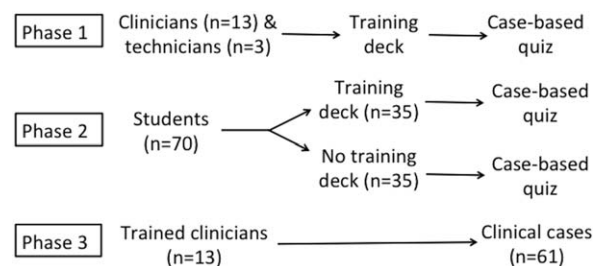 Phase 1
Clinicians (n=13) &
technicians (n=3)
Training
deck
Case-based
quiz
Phase 2
Students
(n=70)
Training
deck (n=35)
Case-based
quiz
No training
deck (n=35)
Case-based
quiz
Phase 3
Trained clinicians
(n=13)
Clinical cases
(n=61)